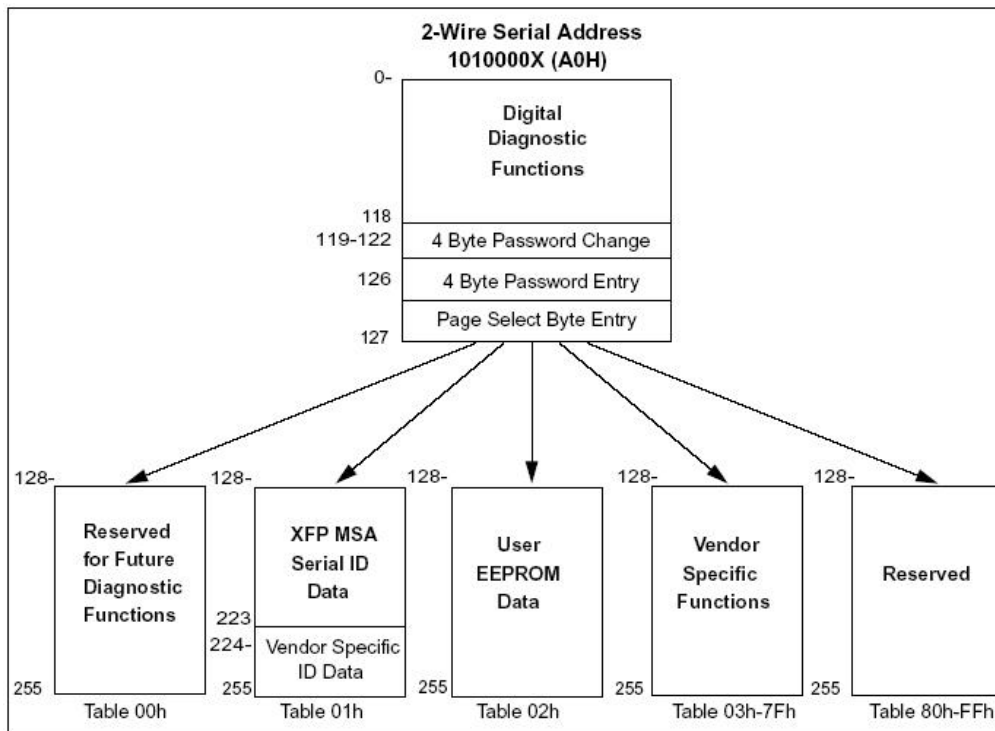 2-Wire Serial Address
1010000X (A0H)
0-
Digital
Diagnostic
Functions
118
119-122
4 Byte Password Change
126
4 Byte Password Entry
Page Select Byte Entry
127
128-
Reserved
for Future
Diagnostic
Functions
255
Table 00h
128-
XFP MSA
Serial ID
Data
223
224-
Vendor Specific
ID Data
255
Table 01h
128-
User
EEPROM
Data
255
Table 02h
128-
Vendor
Specific
Functions
255
Table 03h-7Fh
128-
Reserved
255
Table 80h-FFh